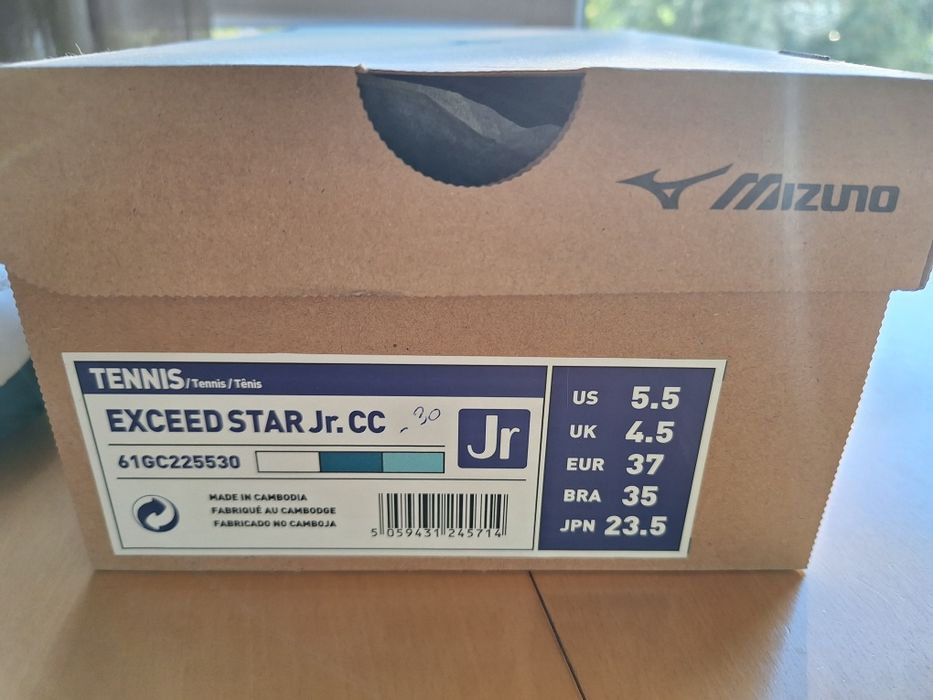 MIZUNO
TENNIS/Tennis/Tênis
EXCEED STAR Jr. CC -30
Jr
61GC225530
MADE IN CAMBODIA
FABRIQUÉ AU CAMBODGE
FABRICADO NO CAMBOJA
5 059431 245714
US 5.5
UK 4.5
EUR 37
BRA 35
JPN 23.5